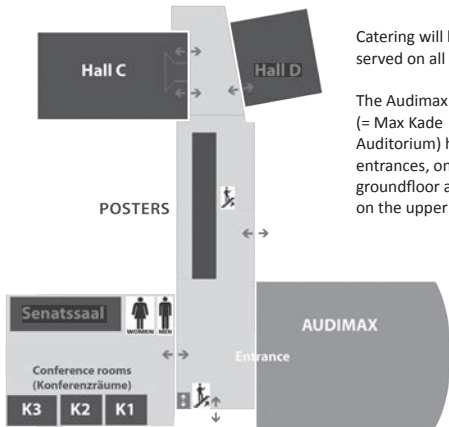 Hall C
Hall D
Catering will
served on all
The Audimax
(= Max Kade
Auditorium)
entrances, on
groundfloor a
on the upper
POSTERS
Senatssaal
WOMEN
MEN
AUDIMAX
Entrance
Conference rooms
(Konferenzräume)
K3 K2 K1